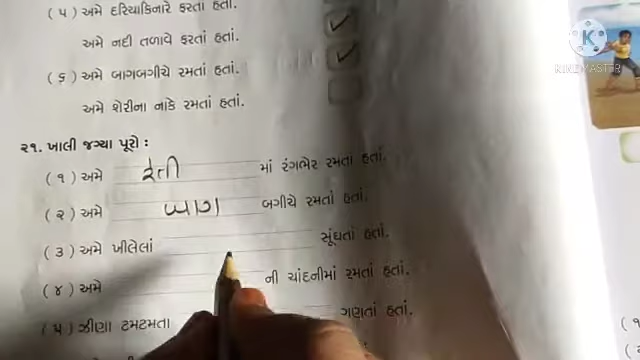 (૫) અમે દરિયાકિનારે ફરતાં હતાં.
અમે નદી તળાવે ફરતાં હતાં.
(૬) અમે બાગબગીચે રમતાં હતાં.
અમે શેરીના નાકે રમતાં હતાં.
૨૧. ખાલી જગ્યા પૂરો :
(૧) અમે રેતી માં રંગભેર રમતા હતાં.
(૨) અમે બાગ બગીચે રમતાં હતાં.
(૩) અમે ખીલેલાં સૂંઘતાં હતાં.
(૪) અમે ની ચાંદનીમાં રમતાં હતાં.
(૫) ઝીણા ટમટમતા ગણતાં હતાં.
KINEMASTER